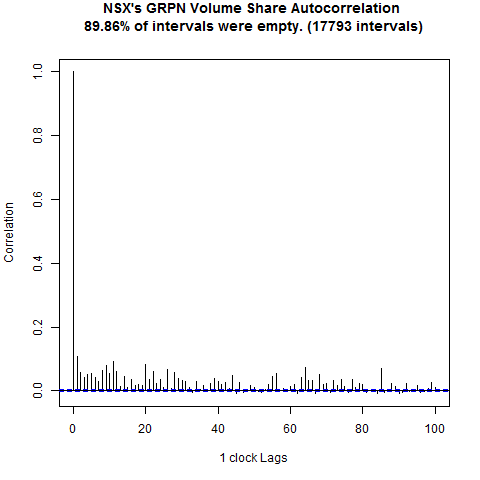 NSX's GRPN Volume Share Autocorrelation
89.86% of intervals were empty. (17793 intervals)
Correlation
1.0
0.8
0.6
0.4
0.2
0.0
0 20 40 60 80 100
1 clock Lags